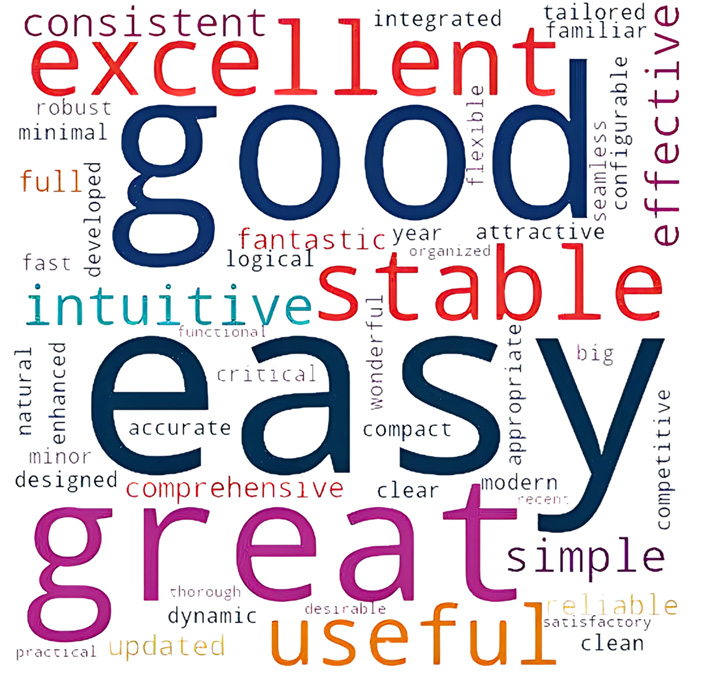 consistent
integrated
tailored
familiar
excellent
effective
robust
minimal
good
flexible
seamless
configurable
full
developed
fantastic
year
attractive
organized
logical
fast
stable
intuitive
functional
wonderful
natural
enhanced
critical
easy
appropriate
big
accurate
compact
competitive
minor
designed
comprehensive
clear
modern
recent
great
simple
thorough
dynamic
desirable
reliable
useful
satisfactory
clean
practical
updated